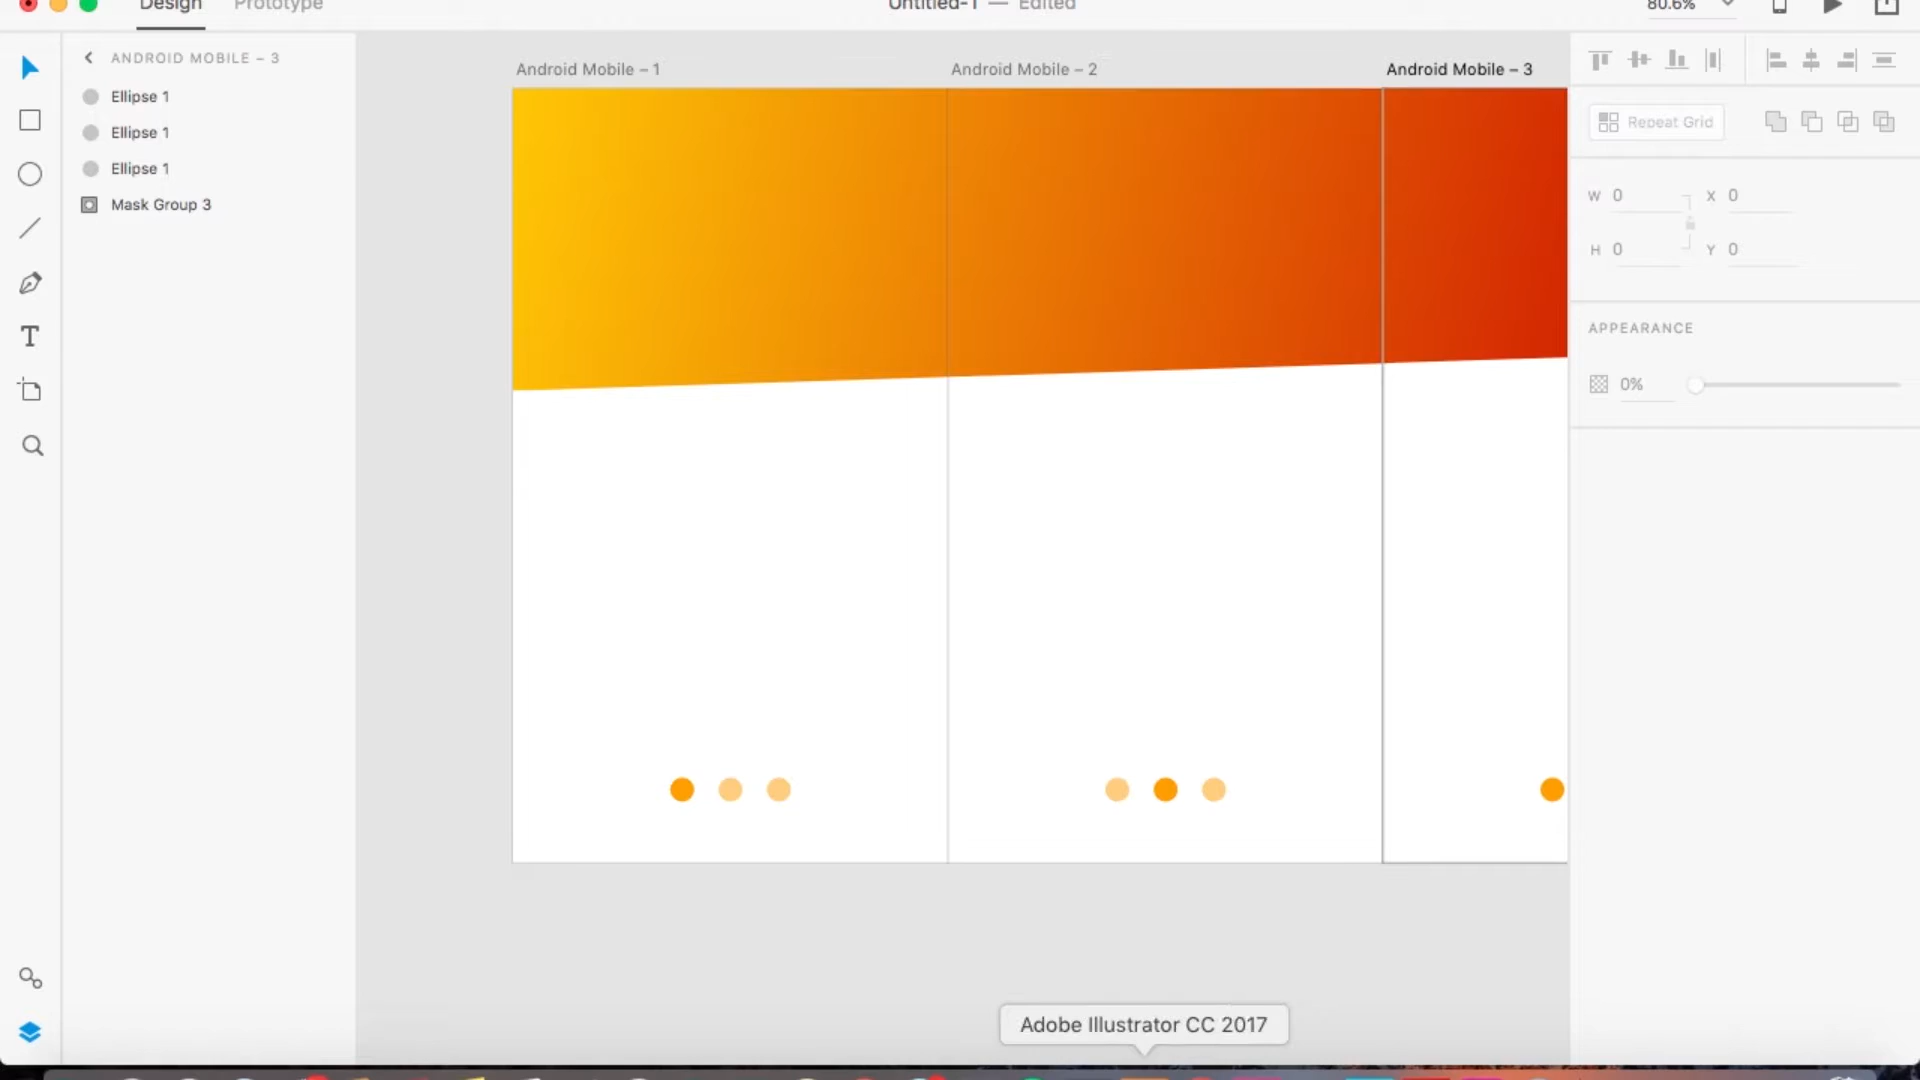 Design Prototype Untitled-1 — Edited 80.6%
ANDROID MOBILE – 3
Ellipse 1
Ellipse 1
Ellipse 1
Mask Group 3
Android Mobile – 1 Android Mobile – 2 Android Mobile – 3
Repeat Grid
W 0 X 0
H 0 Y 0
APPEARANCE
0%
Adobe Illustrator CC 2017